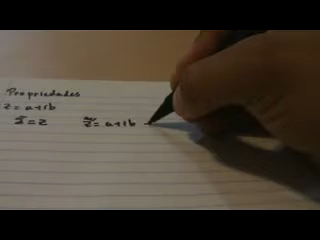 Propriedades
z = a+ib
z̿ = z z̿ = a+ib